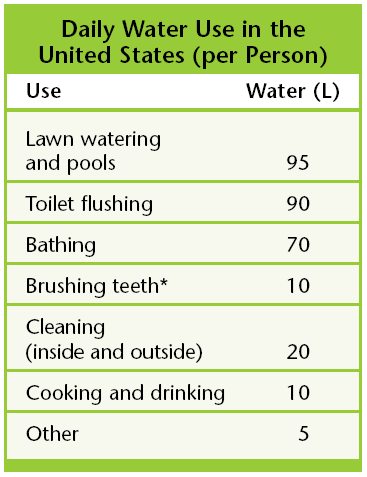 Daily Water Use in the
United States (per Person)
Use Water (L)
Lawn watering
and pools 95
Toilet flushing 90
Bathing 70
Brushing teeth* 10
Cleaning
(inside and outside) 20
Cooking and drinking 10
Other 5